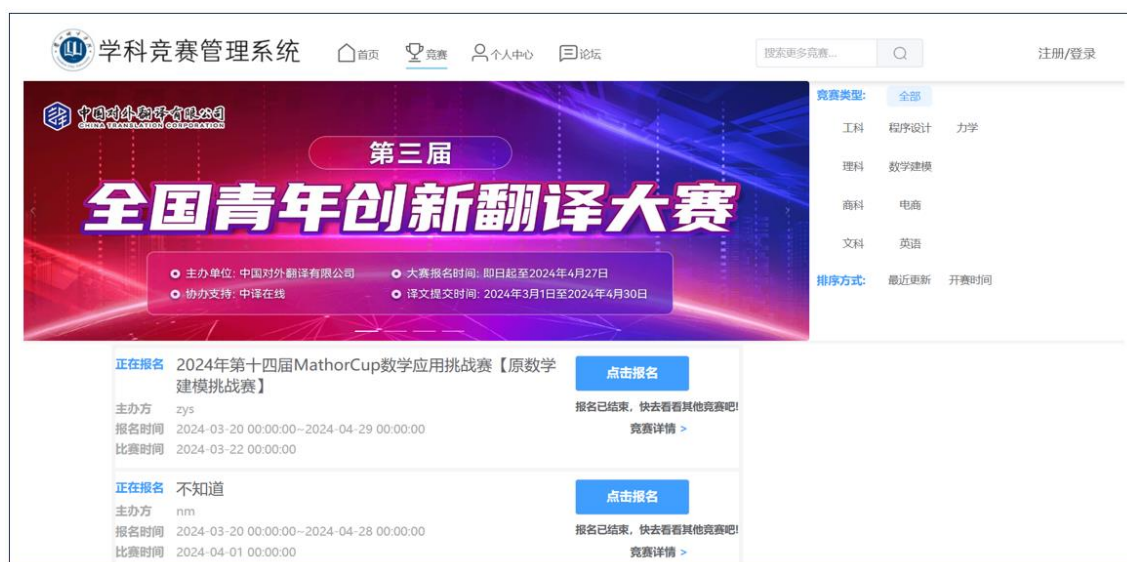 学科竞赛管理系统
首页
竞赛
个人中心
论坛
搜索更多竞赛...
注册/登录
中国对外翻译有限公司
CHINA TRANSLATION CORPORATION
第三届
全国青年创新翻译大赛
主办单位: 中国对外翻译有限公司
大赛报名时间: 即日起至2024年4月27日
协办支持: 中译在线
译文提交时间: 2024年3月1日至2024年4月30日
竞赛类型: 全部
工科 程序设计 力学
理科 数学建模
商科 电商
文科 英语
排序方式: 最近更新 开赛时间
正在报名 2024年第十四届MathorCup数学应用挑战赛【原数学
建模挑战赛】
主办方 zys
报名时间 2024-03-20 00:00:00~2024-04-29 00:00:00
比赛时间 2024-03-22 00:00:00
点击报名
报名已结束，快去看看其他竞赛吧!
竞赛详情 >
正在报名 不知道
主办方 nm
报名时间 2024-03-20 00:00:00~2024-04-28 00:00:00
比赛时间 2024-04-01 00:00:00
点击报名
报名已结束，快去看看其他竞赛吧!
竞赛详情 >